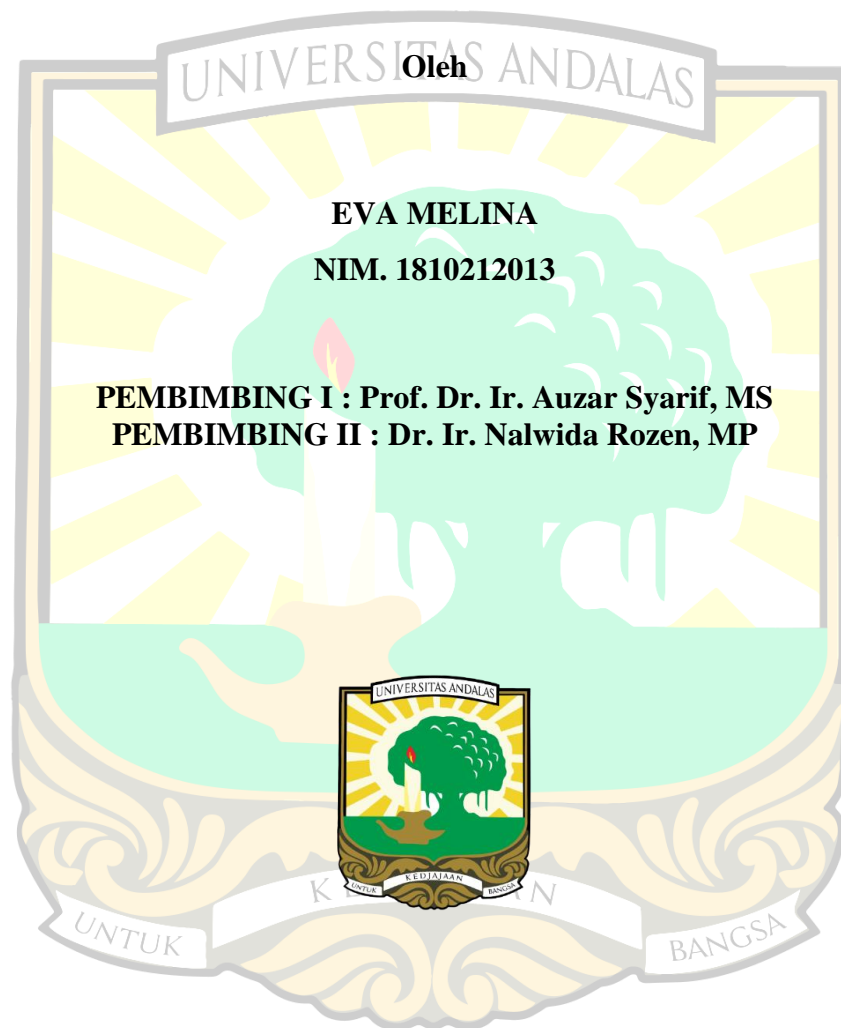 UNIVERSITAS ANDALAS
Oleh
EVA MELINA
NIM. 1810212013
PEMBIMBING I : Prof. Dr. Ir. Auzar Syarif, MS
PEMBIMBING II : Dr. Ir. Nalwida Rozen, MP
UNIVERSITAS ANDALAS
KEDJAJAAN
UNTUK
BANGSA
UNTUK
BANGSA